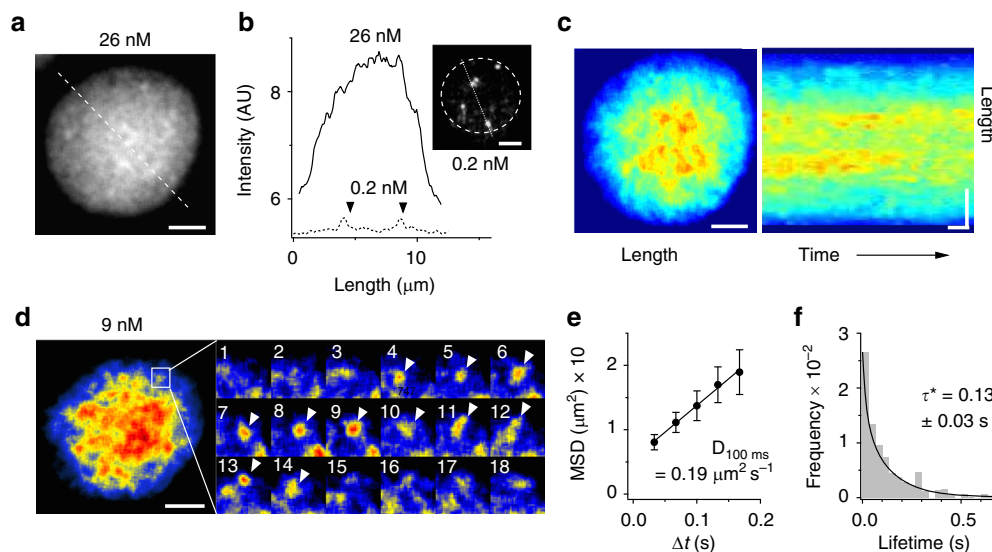 a
26 nM
b
26 nM
8
6
Intensity (AU)
0.2 nM
0.2 nM
0
10
Length (μm)
c
Length
Length
Time
d
9 nM
1 2 3 4 5 6
7 8 9 10 11 12
13 14 15 16 17 18
e
MSD (μm²) × 10
2
1
0
D100 ms
= 0.19 μm² s⁻¹
0.0 0.1 0.2
Δt (s)
f
Frequency × 10⁻²
3
2
1
0
τ* = 0.13
± 0.03 s
0.0 0.5
Lifetime (s)